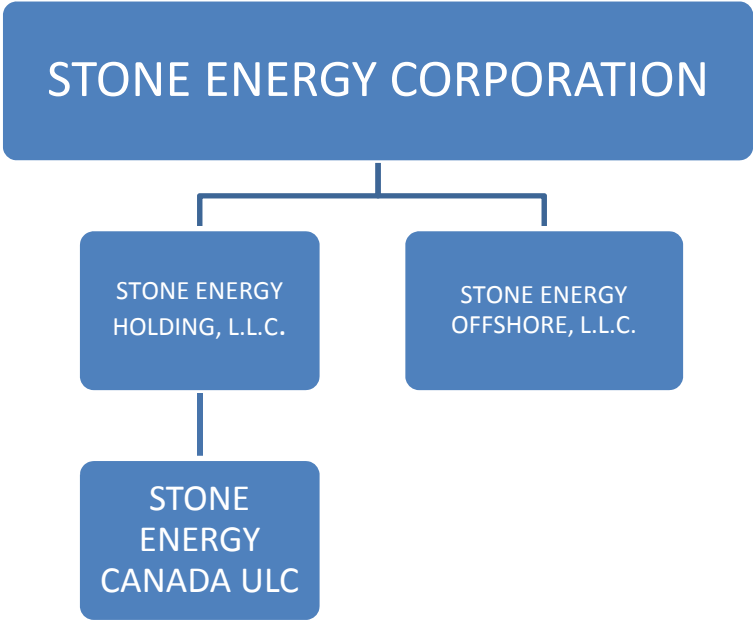 STONE ENERGY CORPORATION
STONE ENERGY
HOLDING, L.L.C.
STONE ENERGY
OFFSHORE, L.L.C.
STONE
ENERGY
CANADA ULC